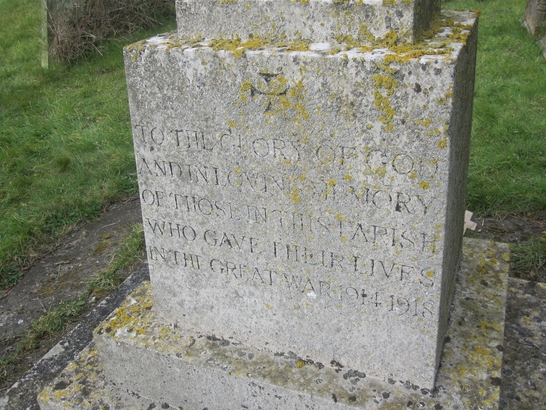 TO THE GLORY OF GOD
AND IN LOVING MEMORY
OF THOSE IN THIS PARISH
WHO GAVE THEIR LIVES
IN THE GREAT WAR 1914-1918